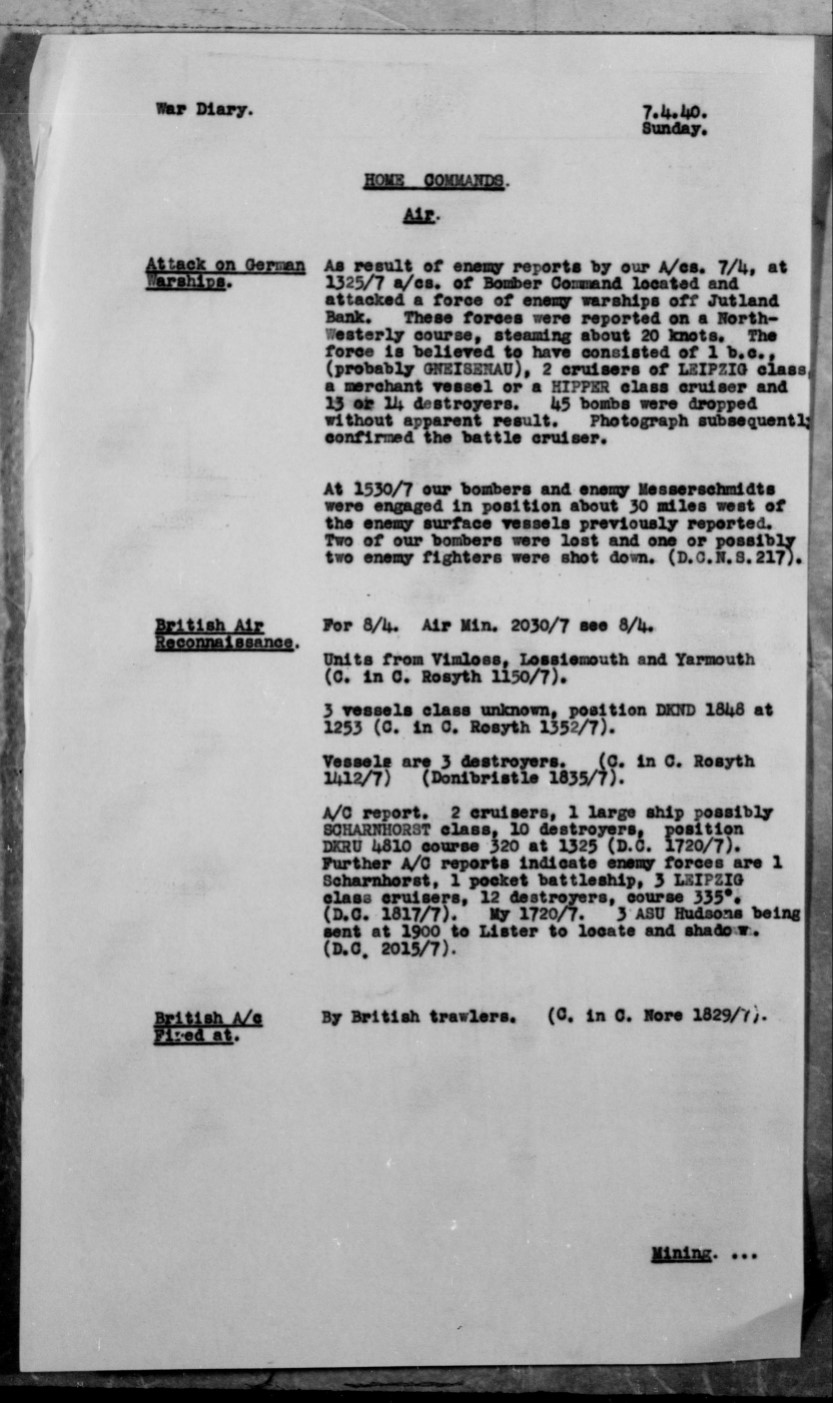 War Diary.
7.4.40.
Sunday.
HOME COMMANDS.
Air.
Attack on German
Warships.
As result of enemy reports by our A/cs. 7/4, at
1325/7 a/cs. of Bomber Command located and
attacked a force of enemy warships off Jutland
Bank. These forces were reported on a North-
Westerly course, steaming about 20 knots. The
force is believed to have consisted of 1 b.c.,
(probably GNEISENAU), 2 cruisers of LEIPZIG class,
a merchant vessel or a HIPPER class cruiser and
13 or 14 destroyers. 45 bombs were dropped
without apparent result. Photograph subsequently
confirmed the battle cruiser.
At 1530/7 our bombers and enemy Messerschmidts
were engaged in position about 30 miles west of
the enemy surface vessels previously reported.
Two of our bombers were lost and one or possibly
two enemy fighters were shot down. (D.C.N.S.217).
British Air
Reconnaissance.
For 8/4. Air Min. 2030/7 see 8/4.
Units from Vimloss, Lossiemouth and Yarmouth
(C. in C. Rosyth 1150/7).
3 vessels class unknown, position DKND 1848 at
1253 (C. in C. Rosyth 1352/7).
Vessels are 3 destroyers. (C. in C. Rosyth
1412/7) (Donibristle 1835/7).
A/C report. 2 cruisers, 1 large ship possibly
SCHARNHORST class, 10 destroyers, position
DKRU 4810 course 320 at 1325 (D.C. 1720/7).
Further A/C reports indicate enemy forces are 1
Scharnhorst, 1 pocket battleship, 3 LEIPZIG
class cruisers, 12 destroyers, course 335°.
(D.C. 1817/7). My 1720/7. 3 ASU Hudsons being
sent at 1900 to Lister to locate and shadow.
(D.C. 2015/7).
British A/c
Fired at.
By British trawlers. (C. in C. Nore 1829/7).
Mining. ...